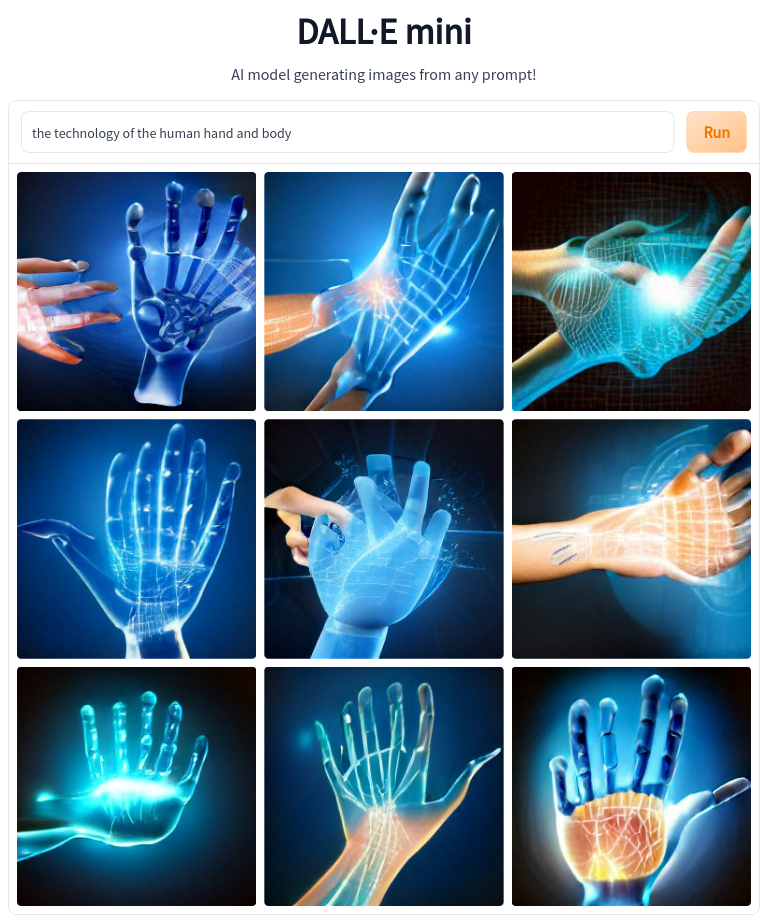 DALL·E mini
AI model generating images from any prompt!
the technology of the human hand and body
Run